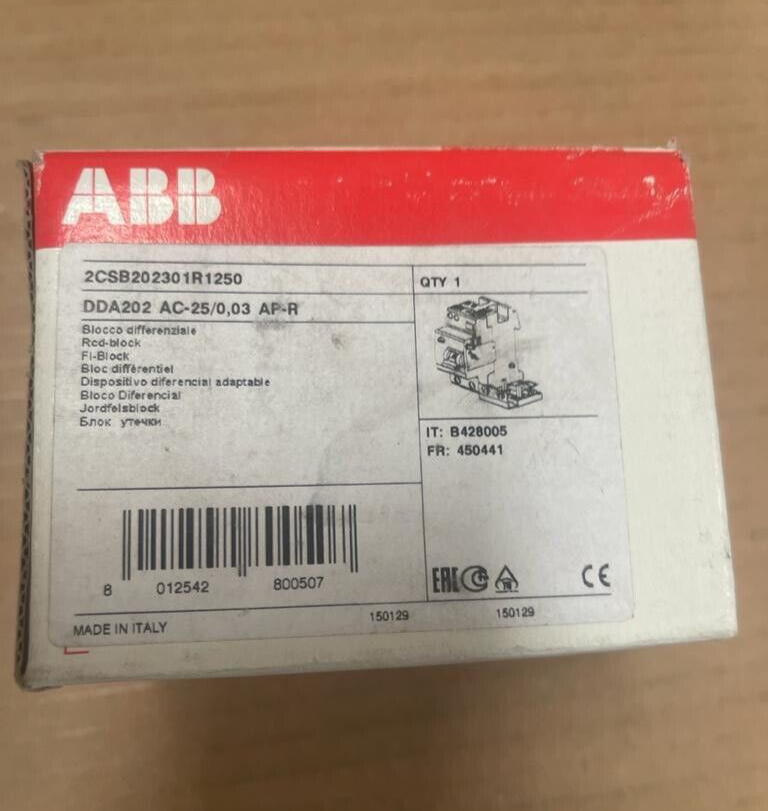 ABB
2CSB202301R1250
QTY 1
DDA202 AC-25/0,03 AP-R
Blocco differenziale
Rcd-block
FI-Block
Bloc différentiel
Dispositivo diferencial adaptable
Bloco Diferencial
Jordfelsblock
Блок утечки
IT: B428005
FR: 450441
8 012542 800507
EAC
CE
MADE IN ITALY
150129
150129